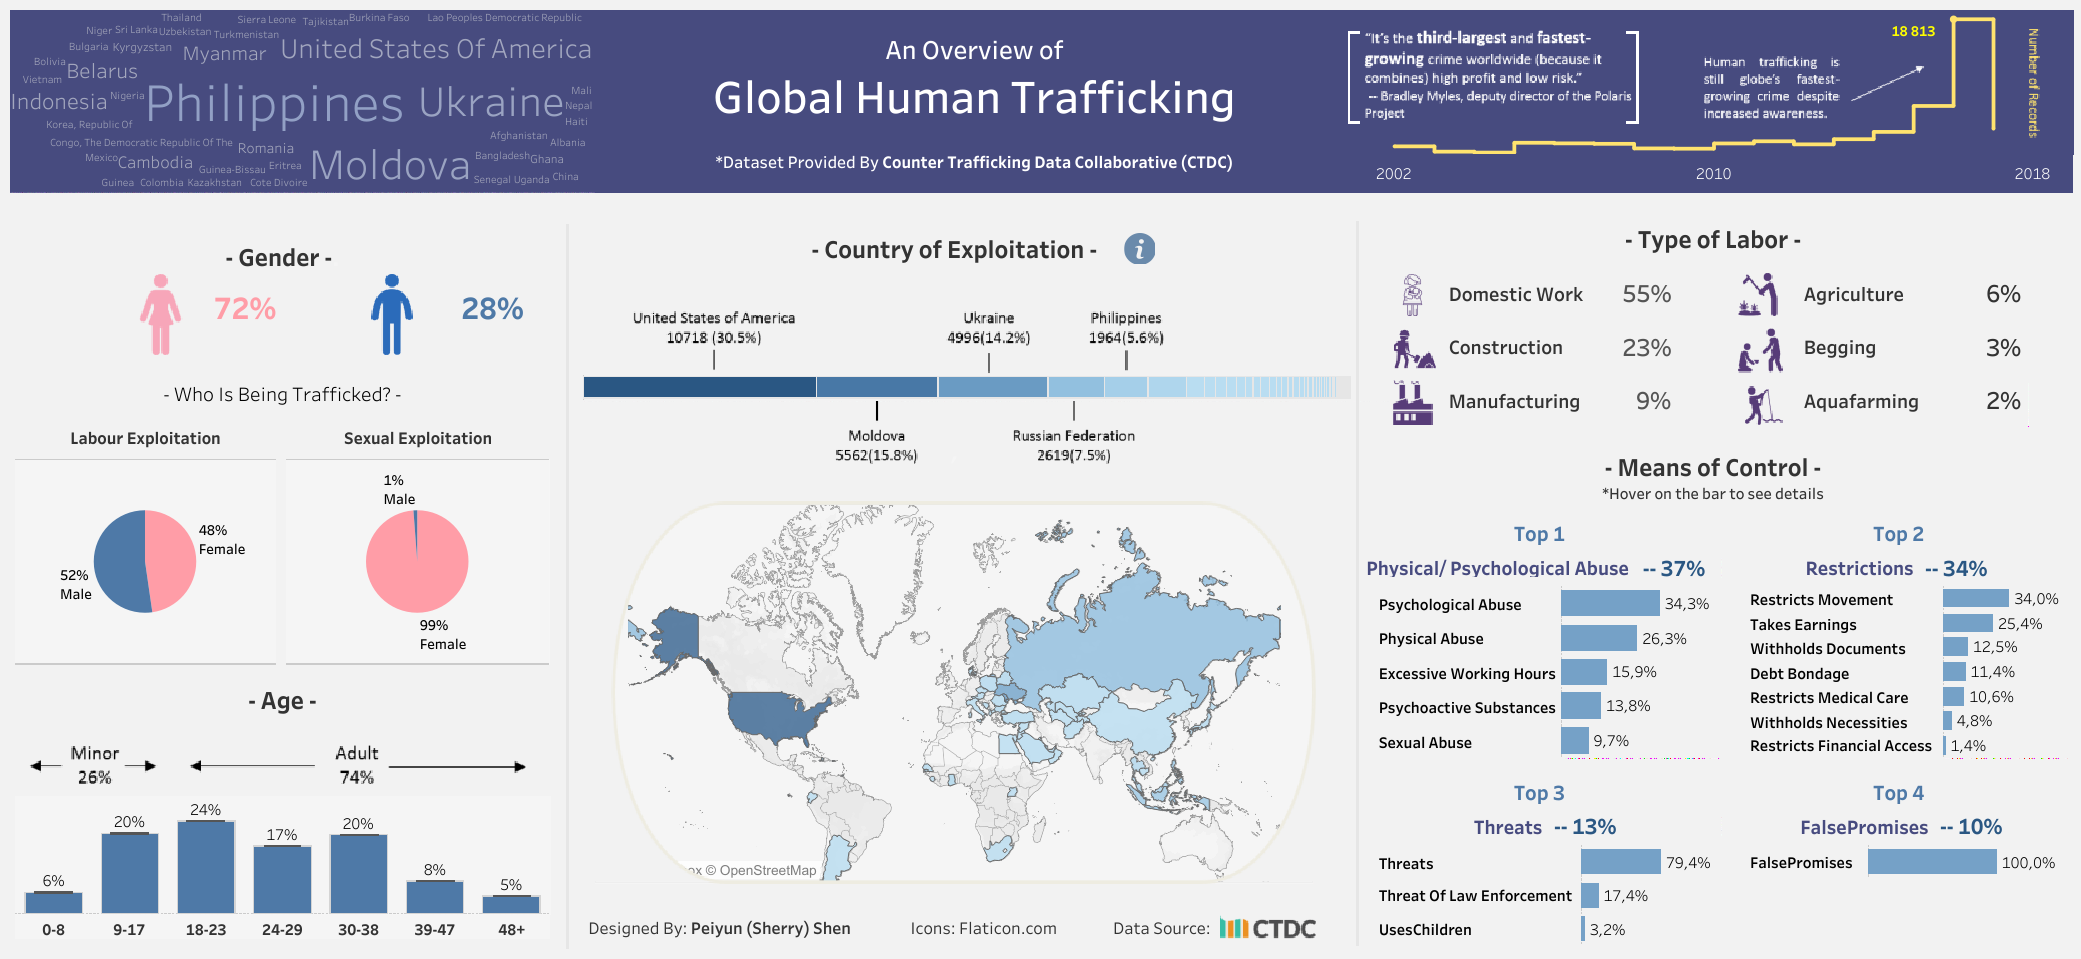 Thailand
Sierra Leone
Tajikistan
Burkina Faso
Lao Peoples Democratic Republic
Niger
Sri Lanka
Uzbekistan
Turkmenistan
Bulgaria
Kyrgyzstan
Myanmar
United States Of America
Bolivia
Belarus
Vietnam
Indonesia
Nigeria
Philippines
Ukraine
Mali
Nepal
Haiti
Korea, Republic Of
Congo, The Democratic Republic Of The
Romania
Afghanistan
Albania
Mexico
Cambodia
Guinea-Bissau
Eritrea
Moldova
Bangladesh
Ghana
Guinea
Colombia
Kazakhstan
Cote Divoire
Senegal
Uganda
China
An Overview of
Global Human Trafficking
*Dataset Provided By Counter Trafficking Data Collaborative (CTDC)
“It's the third-largest and fastest-
growing crime worldwide (because it
combines) high profit and low risk.”
-- Bradley Myles, deputy director of the Polaris
Project
Human trafficking is
still globe's fastest-
growing crime despite
increased awareness.
18 813
Number of Records
2002
2010
2018
- Gender -
72%
28%
- Who Is Being Trafficked? -
Labour Exploitation
Sexual Exploitation
48%
Female
52%
Male
1%
Male
99%
Female
- Age -
Minor
26%
Adult
74%
6%
20%
24%
17%
20%
8%
5%
0-8
9-17
18-23
24-29
30-38
39-47
48+
- Country of Exploitation -
i
United States of America
10718 (30.5%)
Ukraine
4996(14.2%)
Philippines
1964(5.6%)
Moldova
5562(15.8%)
Russian Federation
2619(7.5%)
ox © OpenStreetMap
Designed By: Peiyun (Sherry) Shen
Icons: Flaticon.com
Data Source: CTDC
- Type of Labor -
Domestic Work 55%
Agriculture 6%
Construction 23%
Begging 3%
Manufacturing 9%
Aquafarming 2%
- Means of Control -
*Hover on the bar to see details
Top 1
Physical/ Psychological Abuse -- 37%
Psychological Abuse 34,3%
Physical Abuse 26,3%
Excessive Working Hours 15,9%
Psychoactive Substances 13,8%
Sexual Abuse 9,7%
Top 2
Restrictions -- 34%
Restricts Movement 34,0%
Takes Earnings 25,4%
Withholds Documents 12,5%
Debt Bondage 11,4%
Restricts Medical Care 10,6%
Withholds Necessities 4,8%
Restricts Financial Access 1,4%
Top 3
Threats -- 13%
Threats 79,4%
Threat Of Law Enforcement 17,4%
UsesChildren 3,2%
Top 4
FalsePromises -- 10%
FalsePromises 100,0%